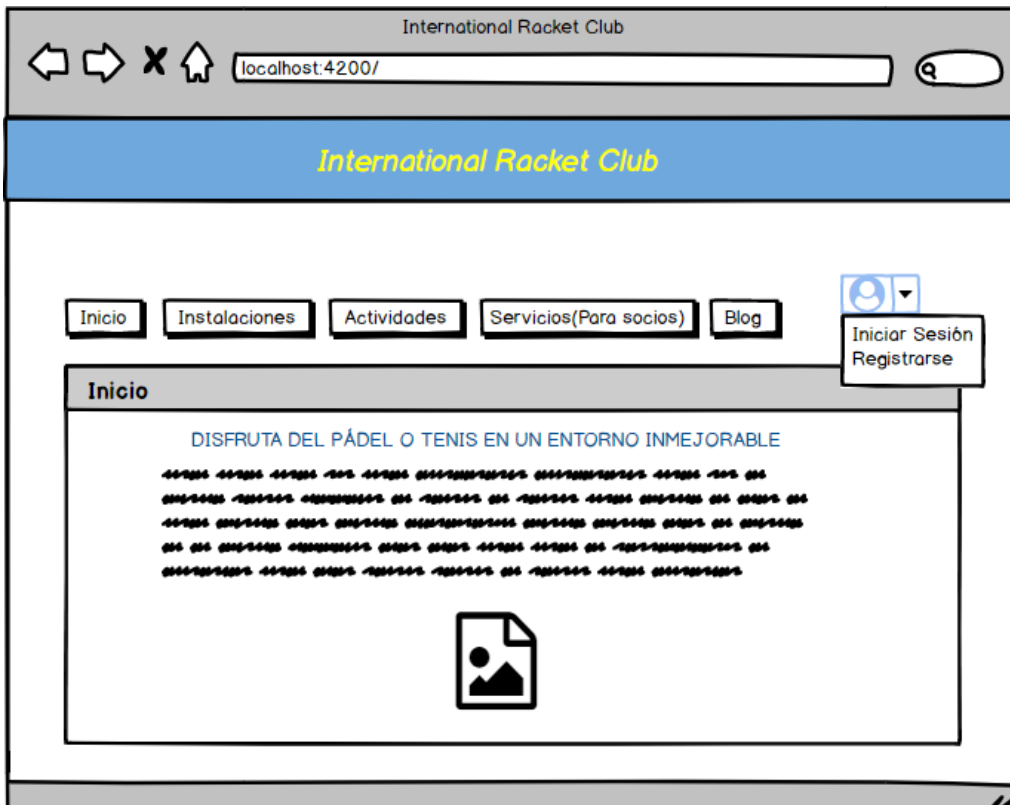 International Racket Club
localhost:4200/
International Racket Club
Inicio
Instalaciones
Actividades
Servicios(Para socios)
Blog
Iniciar Sesión
Registrarse
Inicio
DISFRUTA DEL PÁDEL O TENIS EN UN ENTORNO INMEJORABLE